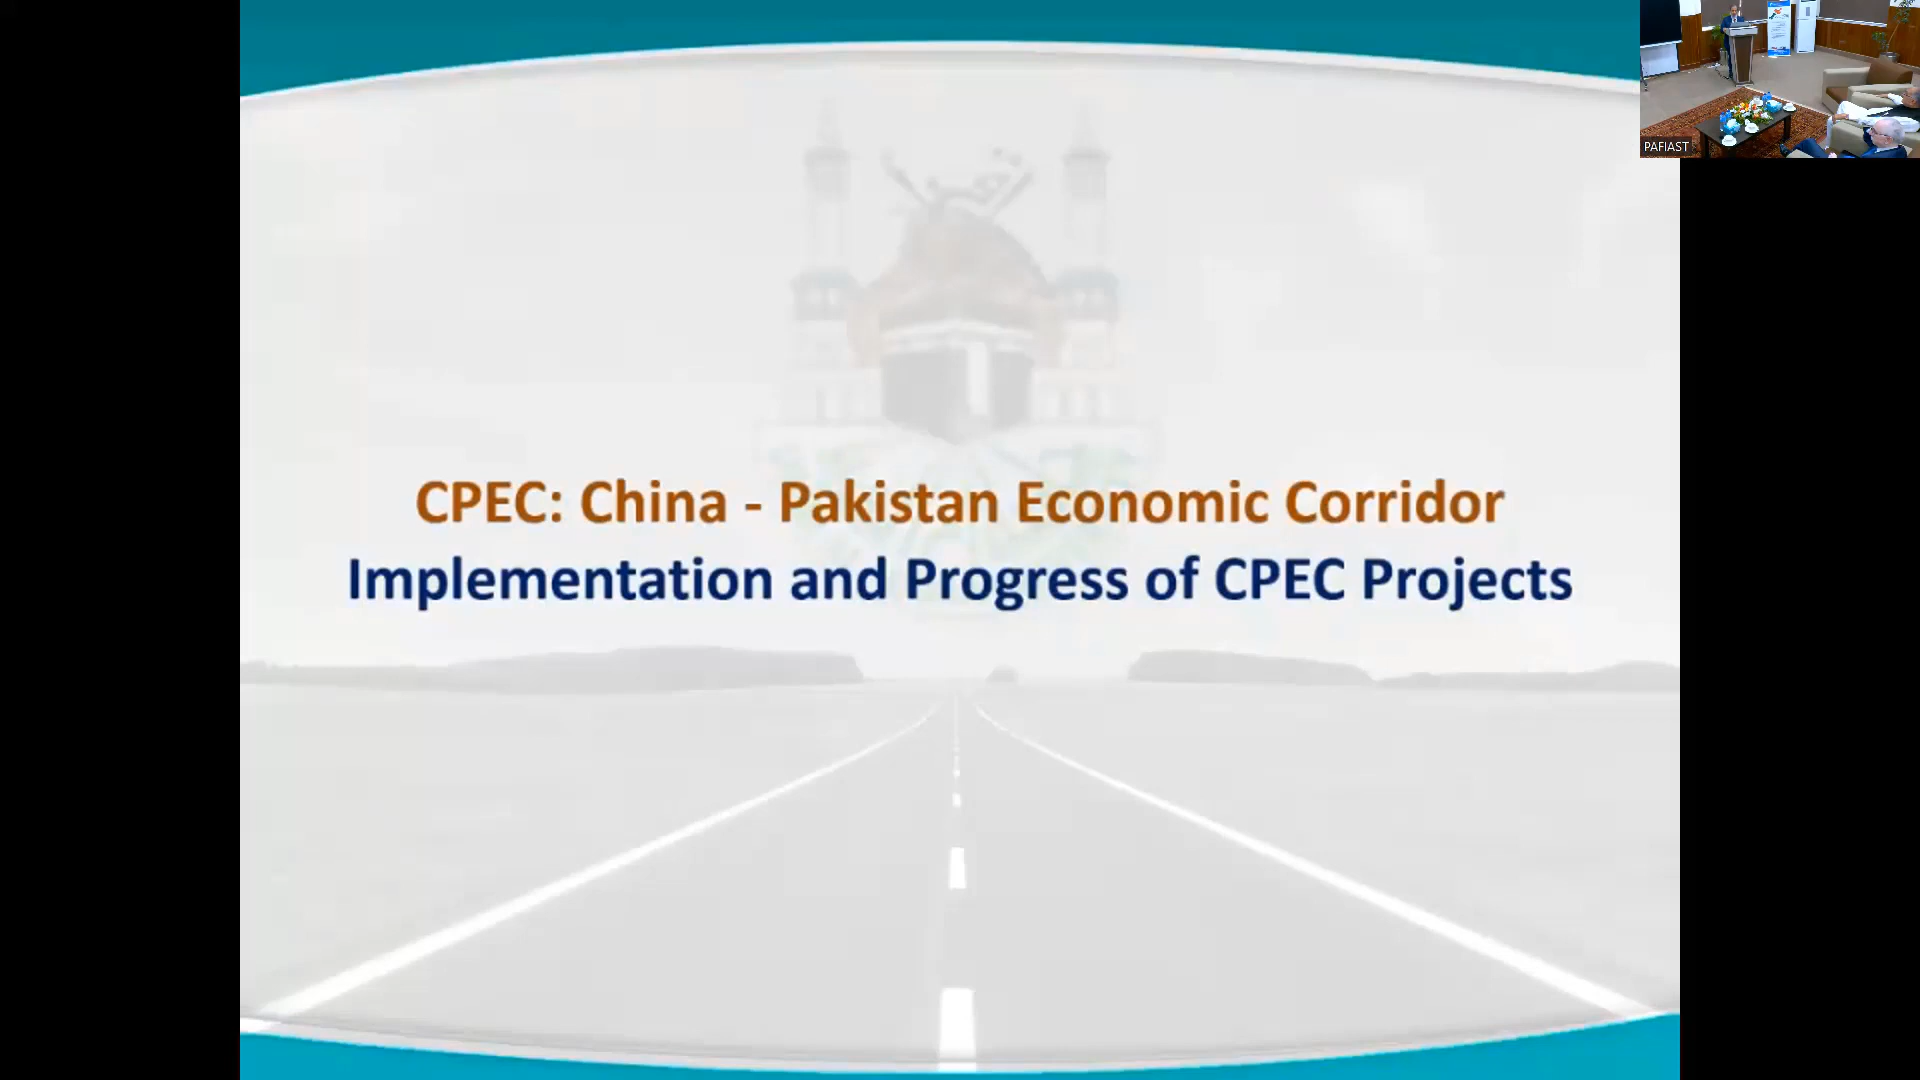 PAFIAST
CPEC: China - Pakistan Economic Corridor
Implementation and Progress of CPEC Projects